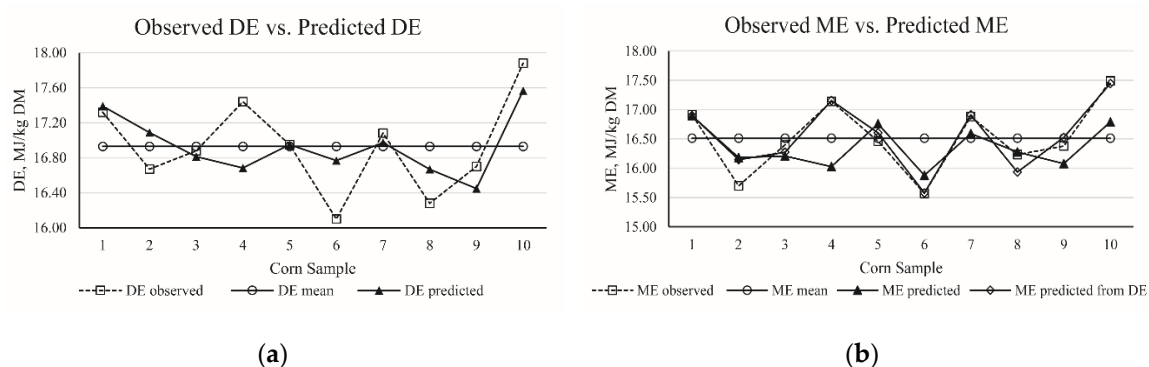 Observed DE vs. Predicted DE
DE, MJ/kg DM
18.00
17.60
17.20
16.80
16.40
16.00
1 2 3 4 5 6 7 8 9 10
Corn Sample
DE observed DE mean DE predicted
(a)
Observed ME vs. Predicted ME
ME, MJ/kg DM
18.00
17.50
17.00
16.50
16.00
15.50
15.00
1 2 3 4 5 6 7 8 9 10
Corn Sample
ME observed ME mean ME predicted ME predicted from DE
(b)